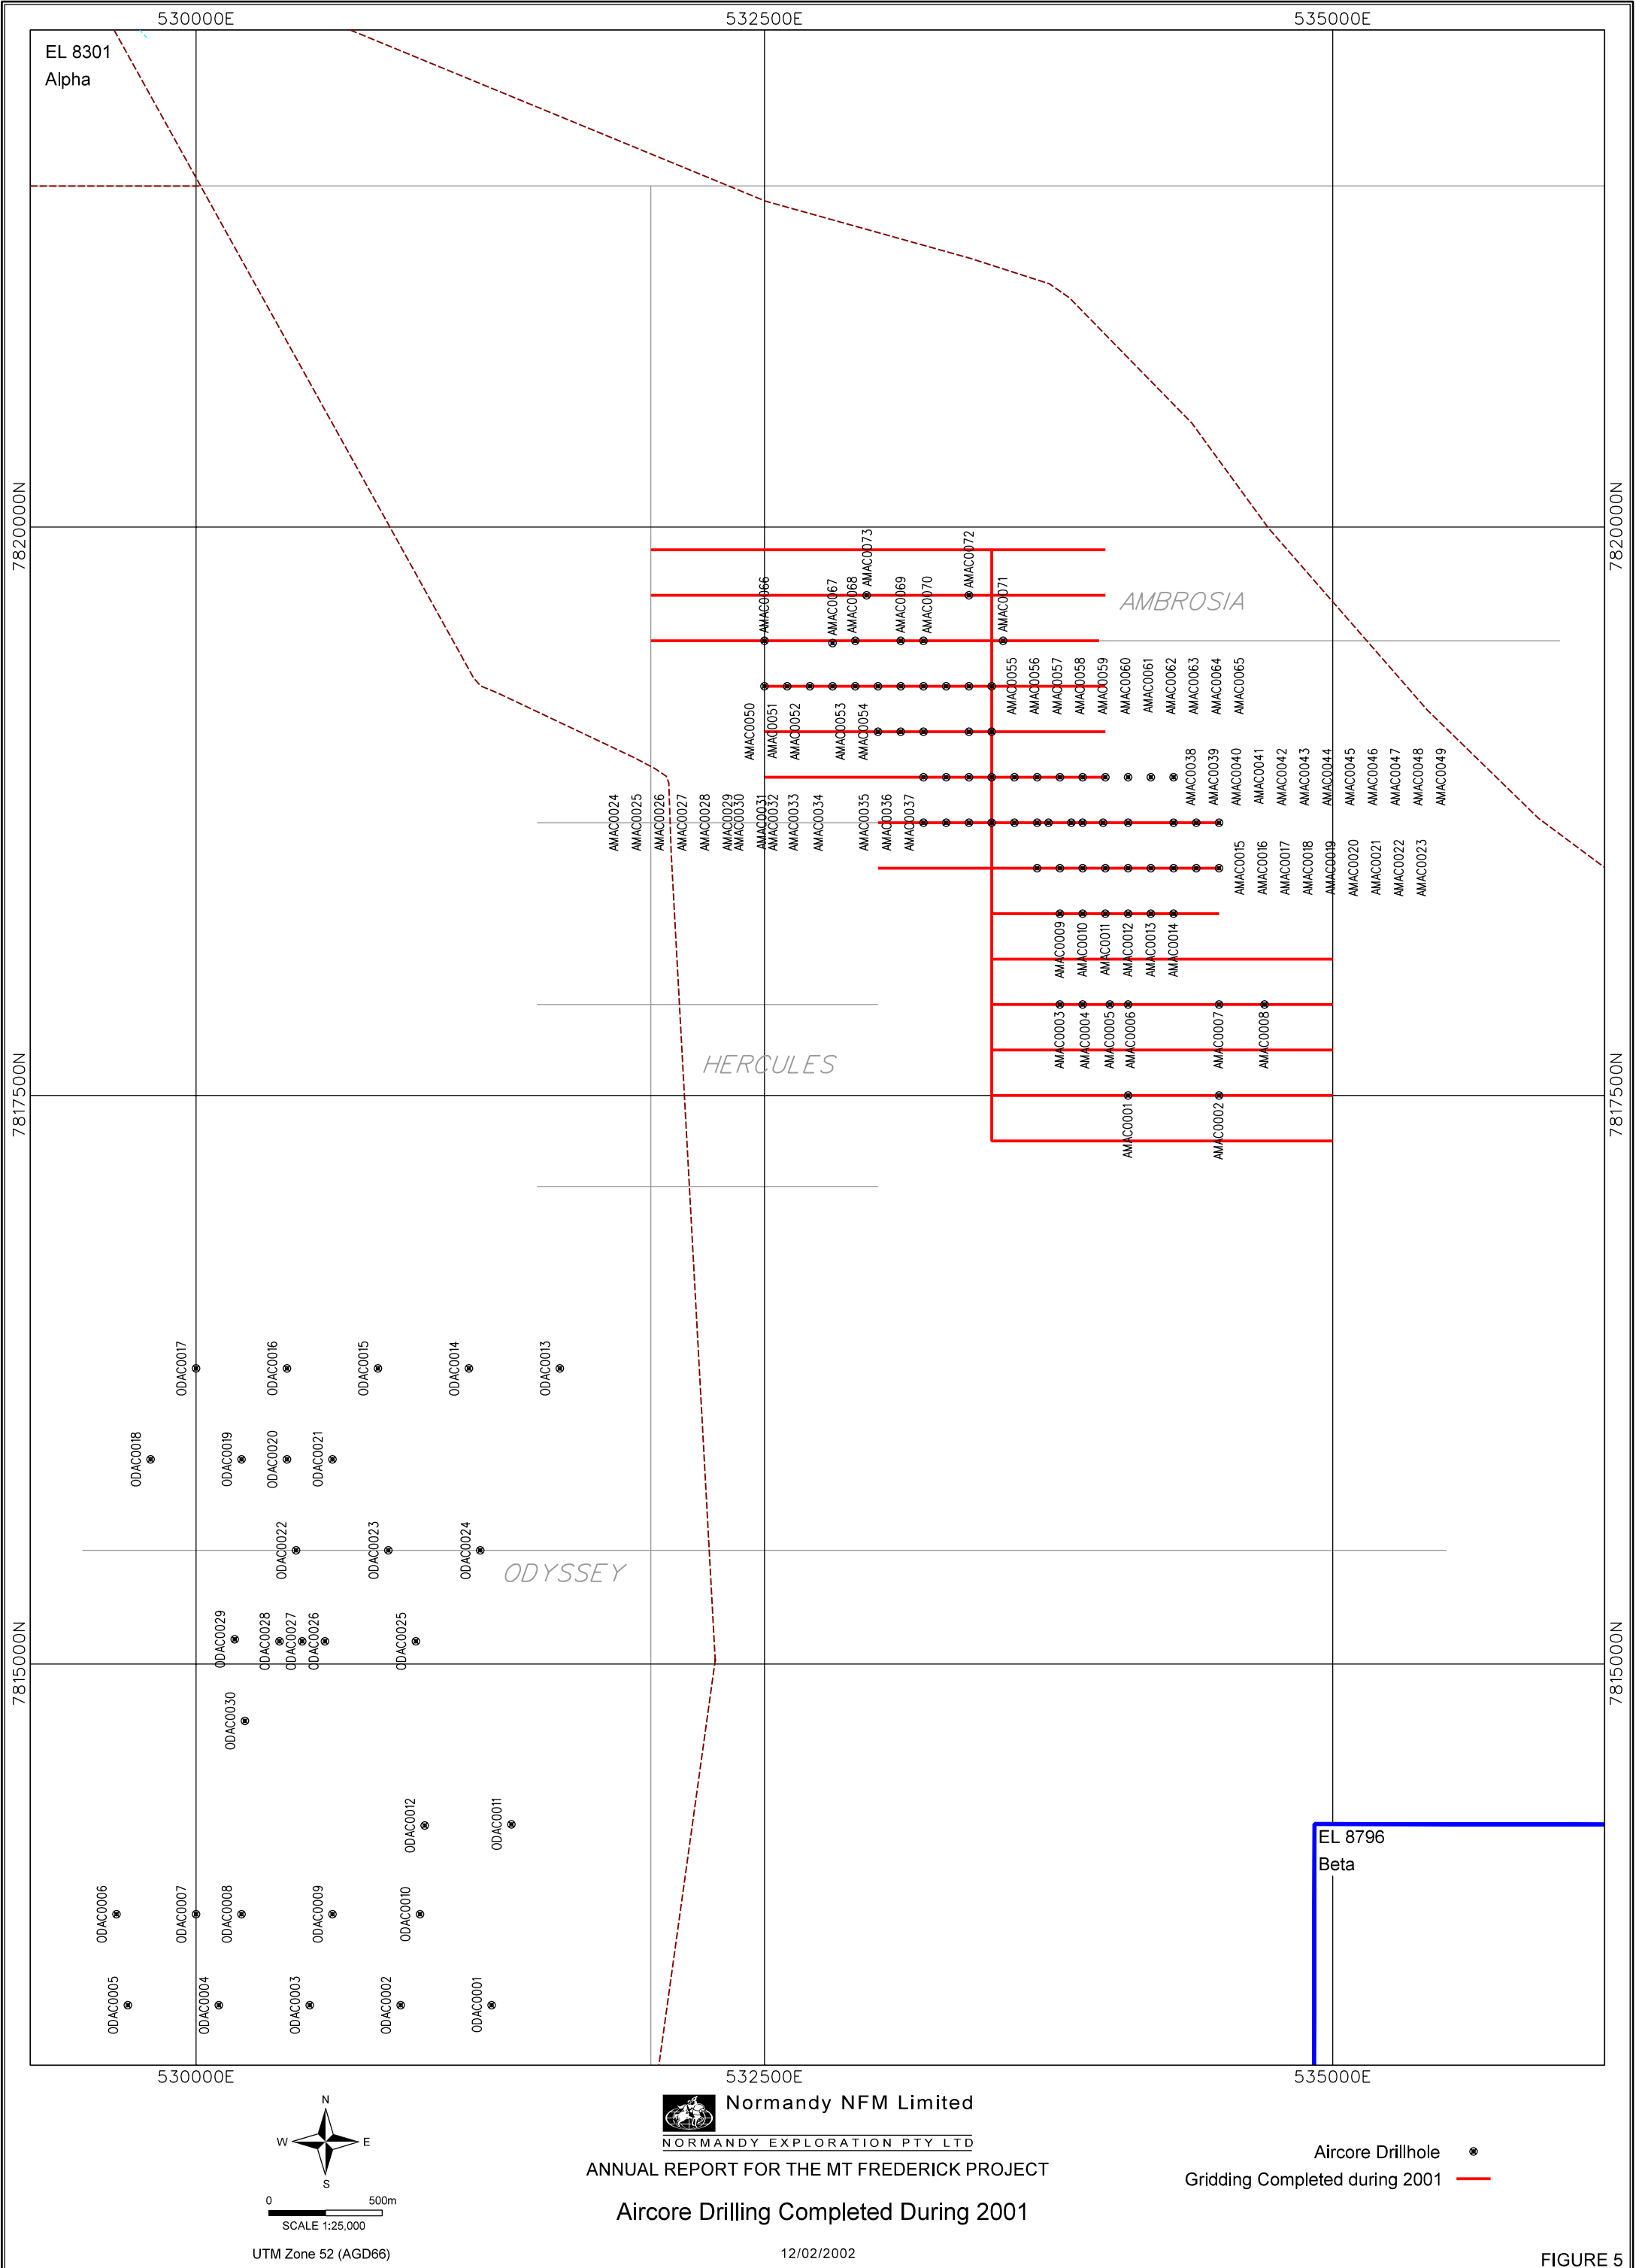 530000E
532500E
535000E
EL 8301
Alpha
7820000N
7820000N
AMAC0073
AMAC0072
AMAC0066
AMAC0067
AMAC0068
AMAC0069
AMAC0070
AMAC0071
AMBROSIA
AMAC0055
AMAC0056
AMAC0057
AMAC0058
AMAC0059
AMAC0060
AMAC0061
AMAC0062
AMAC0063
AMAC0064
AMAC0065
AMAC0050
AMAC0051
AMAC0052
AMAC0053
AMAC0054
AMAC0038
AMAC0039
AMAC0040
AMAC0041
AMAC0042
AMAC0043
AMAC0044
AMAC0045
AMAC0046
AMAC0047
AMAC0048
AMAC0049
AMAC0024
AMAC0025
AMAC0026
AMAC0027
AMAC0028
AMAC0029
AMAC0030
AMAC0031
AMAC0032
AMAC0033
AMAC0034
AMAC0035
AMAC0036
AMAC0037
AMAC0015
AMAC0016
AMAC0017
AMAC0018
AMAC0019
AMAC0020
AMAC0021
AMAC0022
AMAC0023
AMAC0009
AMAC0010
AMAC0011
AMAC0012
AMAC0013
AMAC0014
AMAC0003
AMAC0004
AMAC0005
AMAC0006
AMAC0007
AMAC0008
HERCULES
7817500N
7817500N
AMAC0001
AMAC0002
ODAC0017
ODAC0016
ODAC0015
ODAC0014
ODAC0013
ODAC0018
ODAC0019
ODAC0020
ODAC0021
ODAC0022
ODAC0023
ODAC0024
ODYSSEY
ODAC0029
ODAC0028
ODAC0027
ODAC0026
ODAC0025
7815000N
7815000N
ODAC0030
ODAC0012
ODAC0011
EL 8796
Beta
ODAC0006
ODAC0007
ODAC0008
ODAC0009
ODAC0010
ODAC0005
ODAC0004
ODAC0003
ODAC0002
ODAC0001
530000E
532500E
535000E
N
W
E
S
0 500m
SCALE 1:25,000
UTM Zone 52 (AGD66)
Normandy NFM Limited
NORMANDY EXPLORATION PTY LTD
ANNUAL REPORT FOR THE MT FREDERICK PROJECT
Aircore Drilling Completed During 2001
12/02/2002
Aircore Drillhole
Gridding Completed during 2001
FIGURE 5